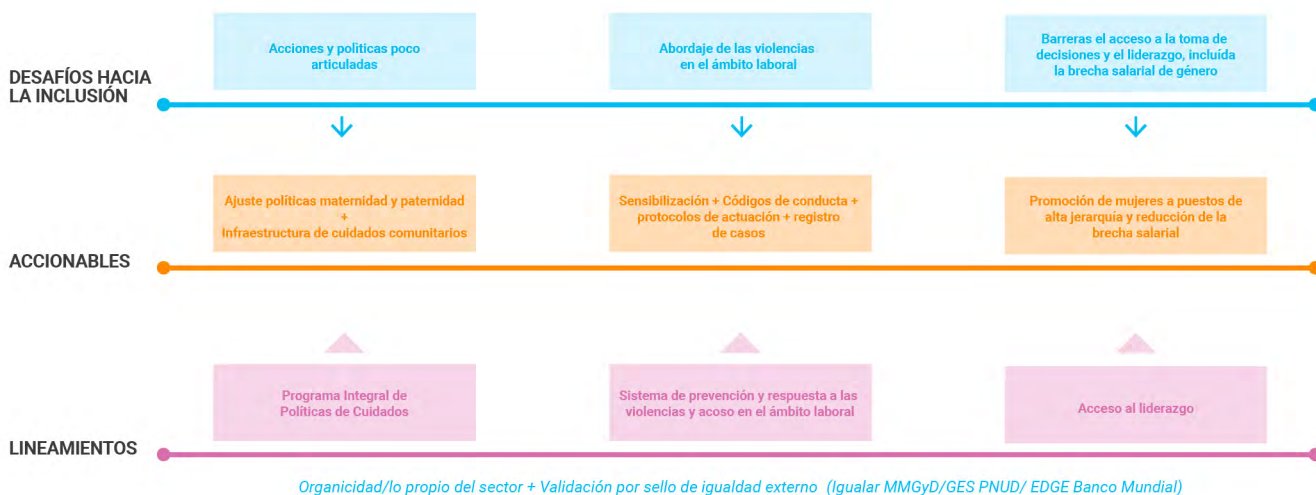 Acciones y politicas poco
articuladas
Abordaje de las violencias
en el ámbito laboral
Barreras el acceso a la toma de
decisiones y el liderazgo, incluída
la brecha salarial de género
DESAFÍOS HACIA
LA INCLUSIÓN
Ajuste políticas maternidad y paternidad
+
Infraestructura de cuidados comunitarios
Sensibilización + Códigos de conducta +
protocolos de actuación + registro
de casos
Promoción de mujeres a puestos de
alta jerarquía y reducción de la
brecha salarial
ACCIONABLES
Programa Integral de
Políticas de Cuidados
Sistema de prevención y respuesta a las
violencias y acoso en el ámbito laboral
Acceso al liderazgo
LINEAMIENTOS
Organicidad/lo propio del sector + Validación por sello de igualdad externo (Igualar MMGyD/GES PNUD/ EDGE Banco Mundial)